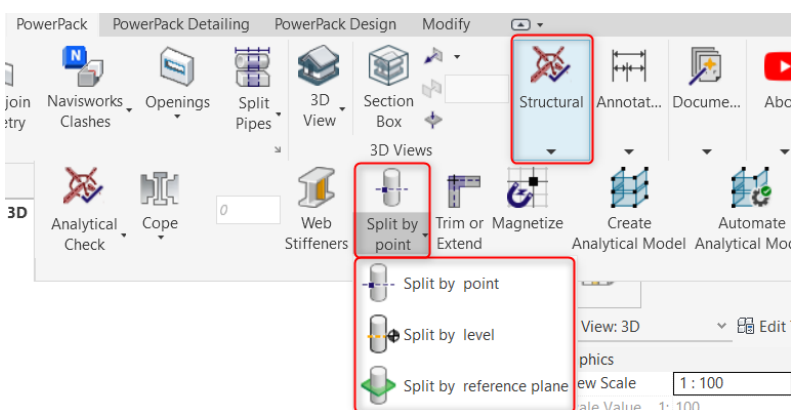 PowerPack PowerPack Detailing PowerPack Design Modify
join Navisworks Openings Split 3D Section Structural Annotat... Docume... Abo
etry Clashes Pipes View Box
3D Views
3D
Analytical Cope 0 Web Split by Trim or Magnetize Create Automate
Check Stiffeners point Extend Analytical Model Analytical Mod
Split by point
Split by level
View: 3D Edit
phics
Split by reference plane ew Scale 1 : 100
ale Value 1: 100